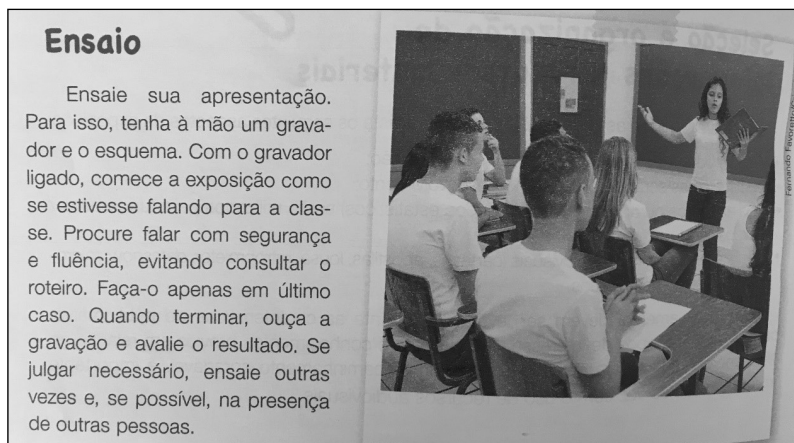 Ensaio
Ensaie sua apresentação.
Para isso, tenha à mão um grava-
dor e o esquema. Com o gravador
ligado, comece a exposição como
se estivesse falando para a clas-
se. Procure falar com segurança
e fluência, evitando consultar o
roteiro. Faça-o apenas em último
caso. Quando terminar, ouça a
gravação e avalie o resultado. Se
julgar necessário, ensaie outras
vezes e, se possível, na presença
de outras pessoas.